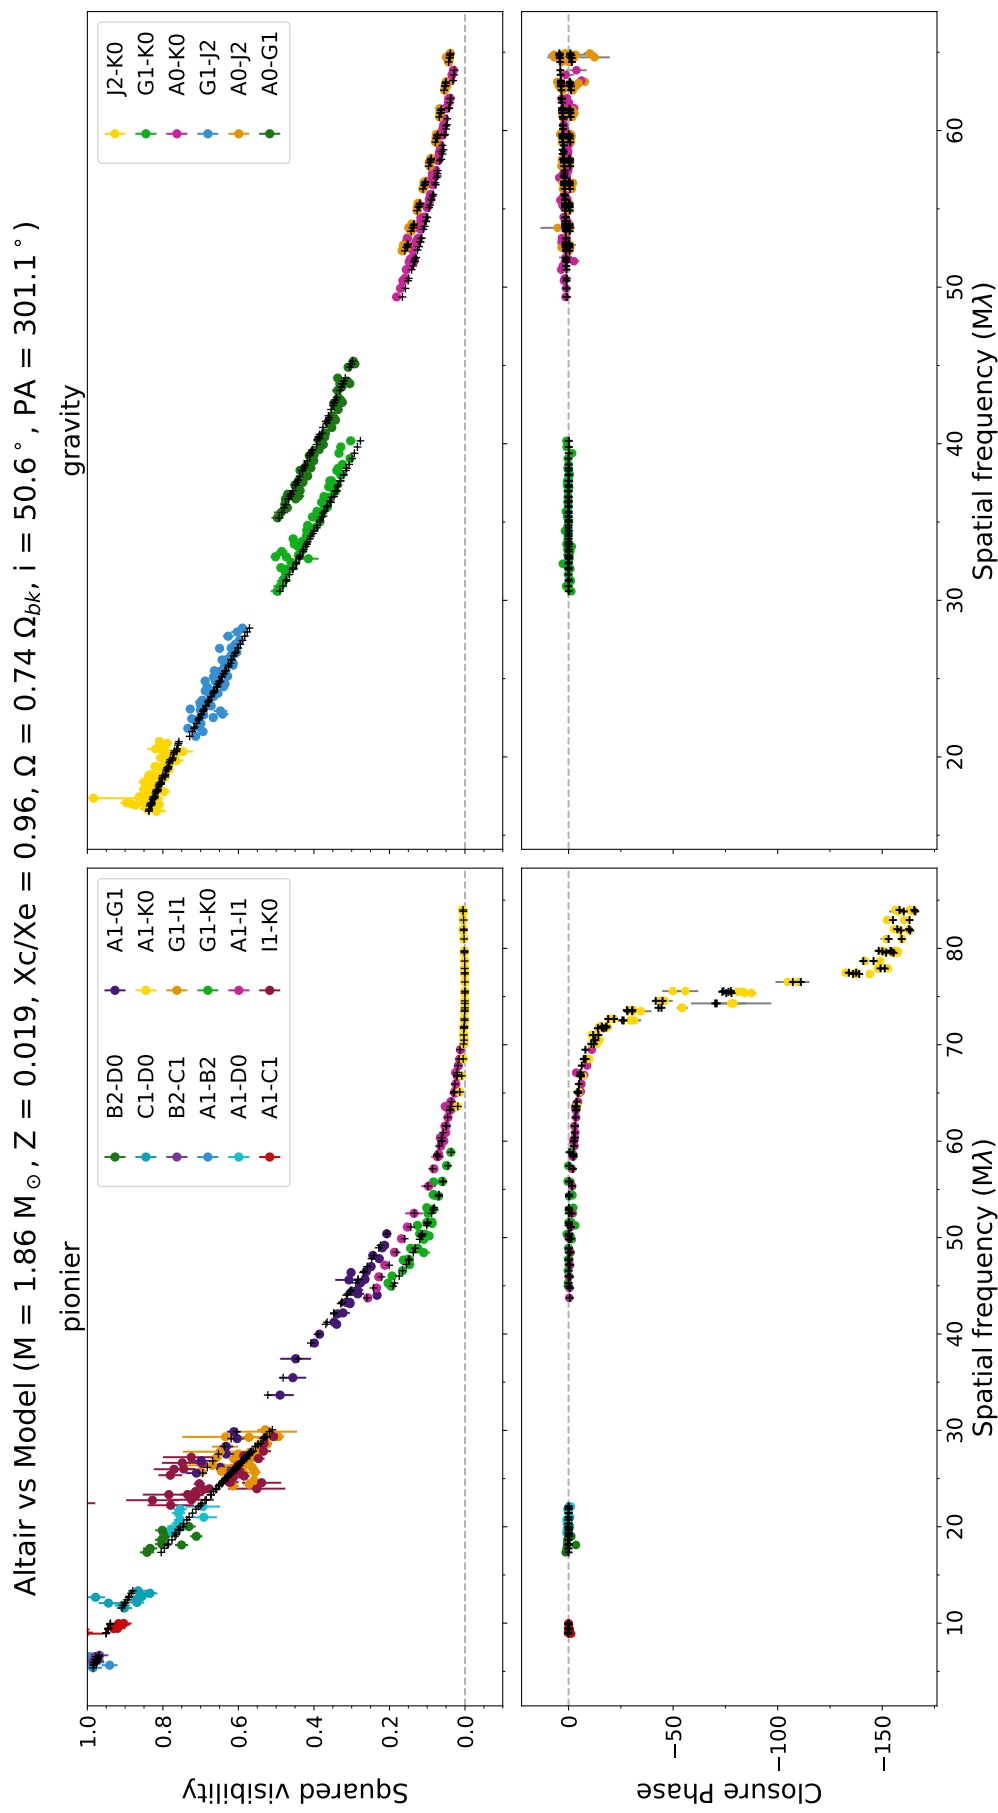 Altair vs Model (M = 1.86 M⊙, Z = 0.019, Xc/Xe = 0.96, Ω = 0.74 Ωbk, i = 50.6°, PA = 301.1°)
pionier
gravity
Squared visibility
1.0
0.8
0.6
0.4
0.2
0.0
B2-D0
C1-D0
B2-C1
A1-B2
A1-D0
A1-C1
A1-G1
A1-K0
G1-I1
G1-K0
A1-I1
I1-K0
J2-K0
G1-K0
A0-K0
G1-J2
A0-J2
A0-G1
Closure Phase
0
−50
−100
−150
10 20 30 40 50 60 70 80
Spatial frequency (Mλ)
20 30 40 50 60
Spatial frequency (Mλ)